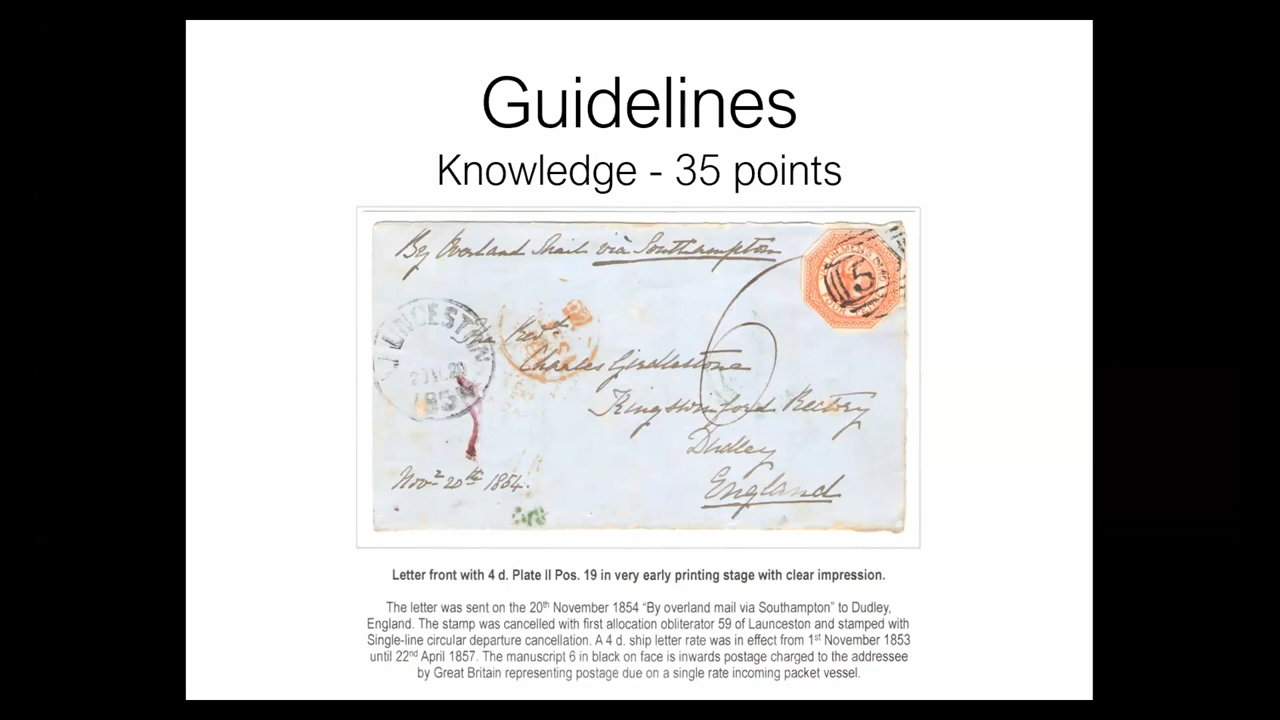 Guidelines
Knowledge - 35 points
By Overland Mail via Southampton
LAUNCESTON
The Revd
Charles Girdlestone
6
Kingswinford Rectory
Dudley
England
Nov 20th 1854.
Letter front with 4 d. Plate II Pos. 19 in very early printing stage with clear impression.
The letter was sent on the 20th November 1854 “By overland mail via Southampton” to Dudley,
England. The stamp was cancelled with first allocation obliterator 59 of Launceston and stamped with
Single-line circular departure cancellation. A 4 d. ship letter rate was in effect from 1st November 1853
until 22nd April 1857. The manuscript 6 in black on face is inwards postage charged to the addressee
by Great Britain representing postage due on a single rate incoming packet vessel.